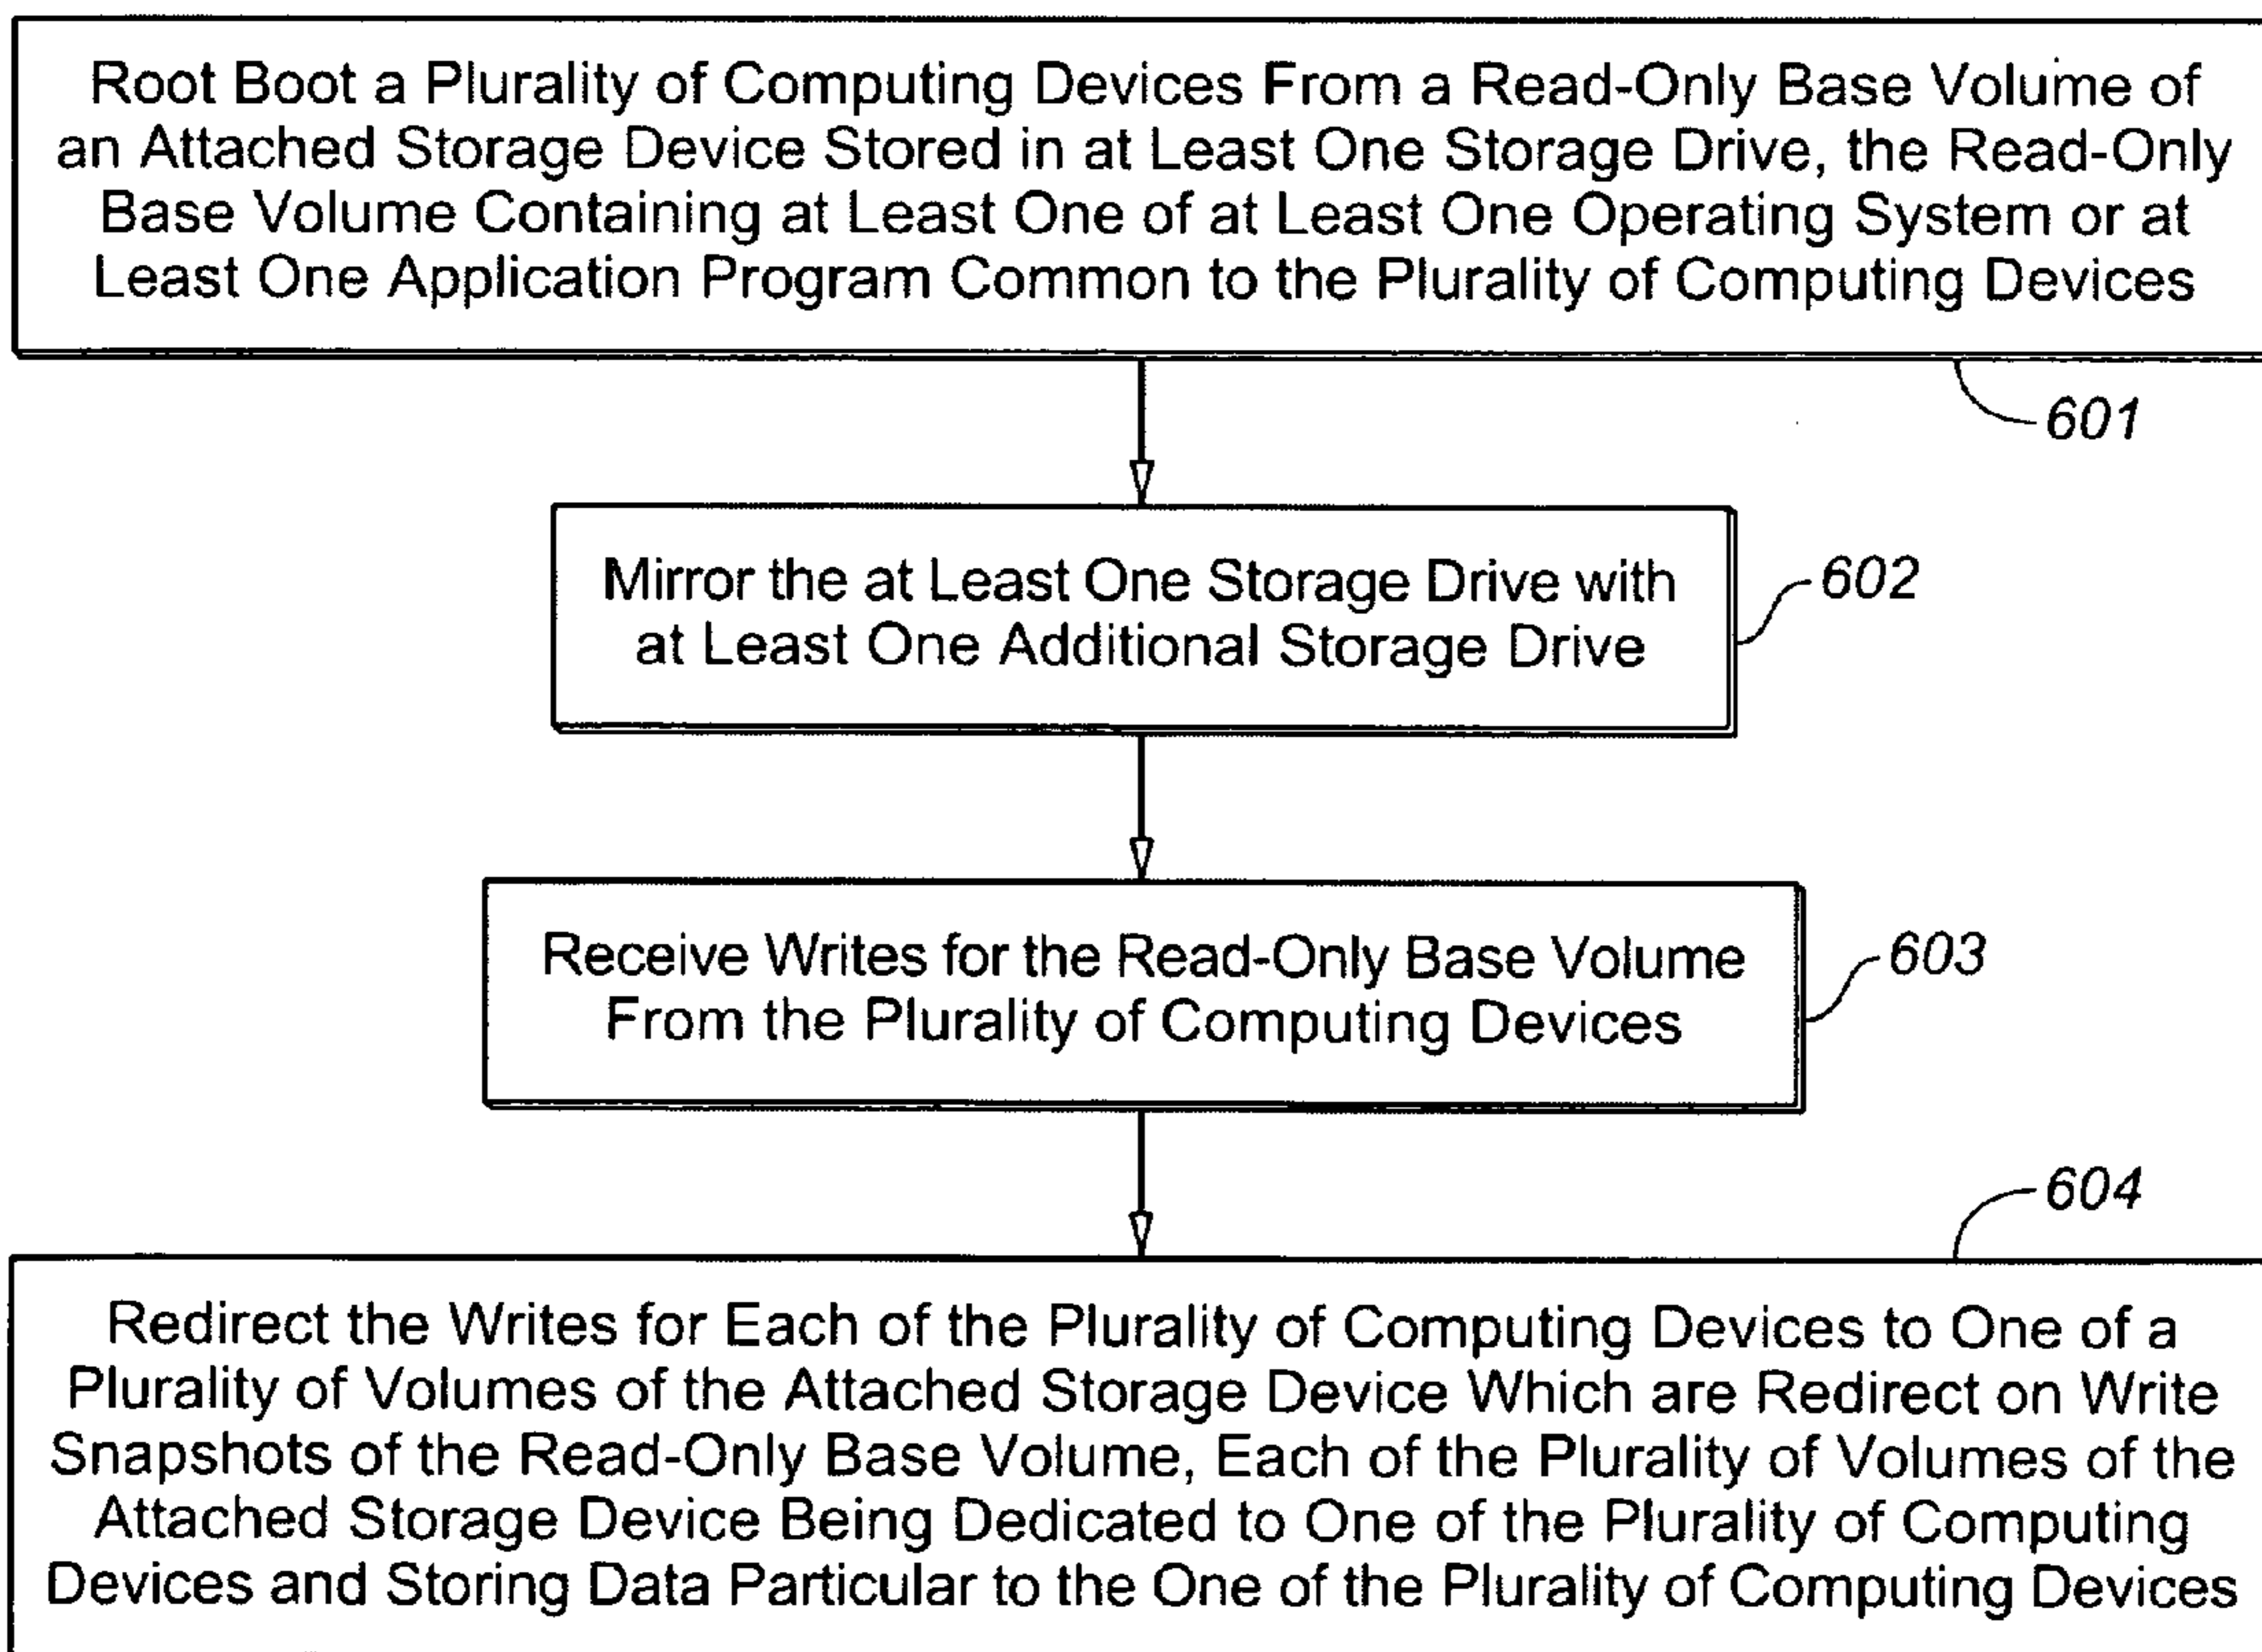 Root Boot a Plurality of Computing Devices From a Read-Only Base Volume of
an Attached Storage Device Stored in at Least One Storage Drive, the Read-Only
Base Volume Containing at Least One of at Least One Operating System or at
Least One Application Program Common to the Plurality of Computing Devices
601
Mirror the at Least One Storage Drive with
at Least One Additional Storage Drive
602
Receive Writes for the Read-Only Base Volume
From the Plurality of Computing Devices
603
604
Redirect the Writes for Each of the Plurality of Computing Devices to One of a
Plurality of Volumes of the Attached Storage Device Which are Redirect on Write
Snapshots of the Read-Only Base Volume, Each of the Plurality of Volumes of the
Attached Storage Device Being Dedicated to One of the Plurality of Computing
Devices and Storing Data Particular to the One of the Plurality of Computing Devices